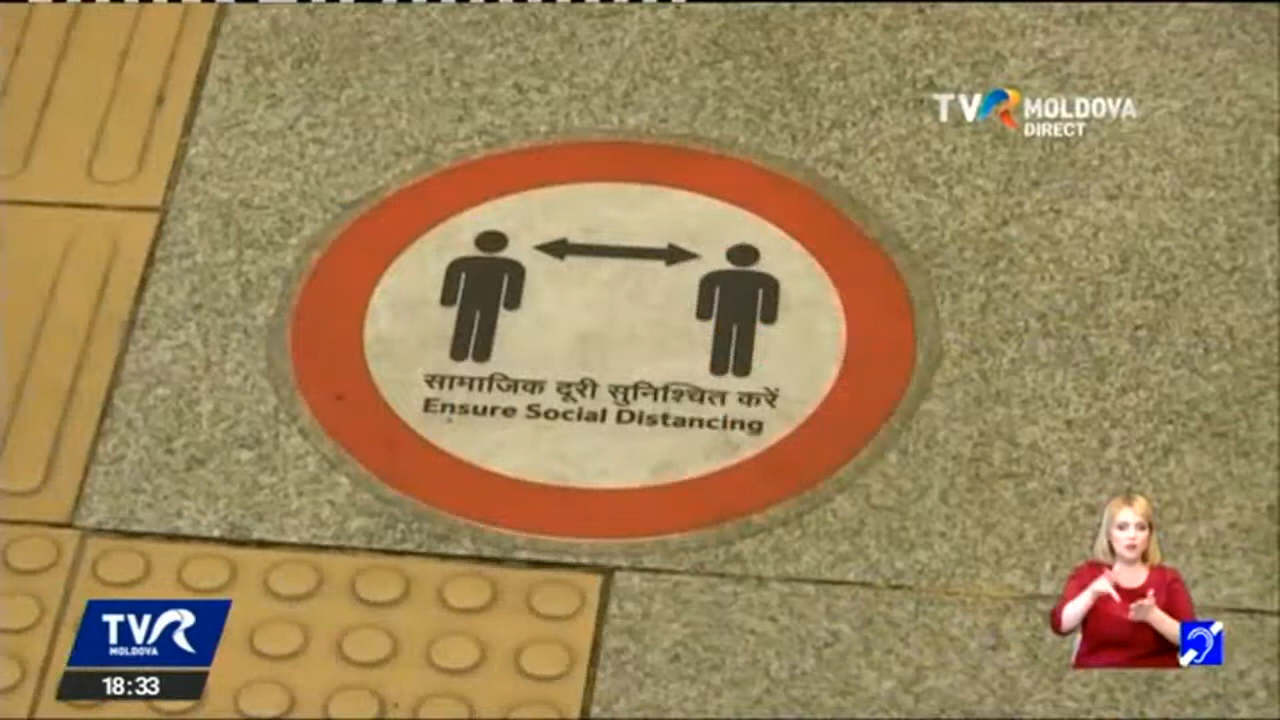 TVR MOLDOVA
DIRECT
सामाजिक दूरी सुनिश्चित करें
Ensure Social Distancing
TVR
MOLDOVA
18:33